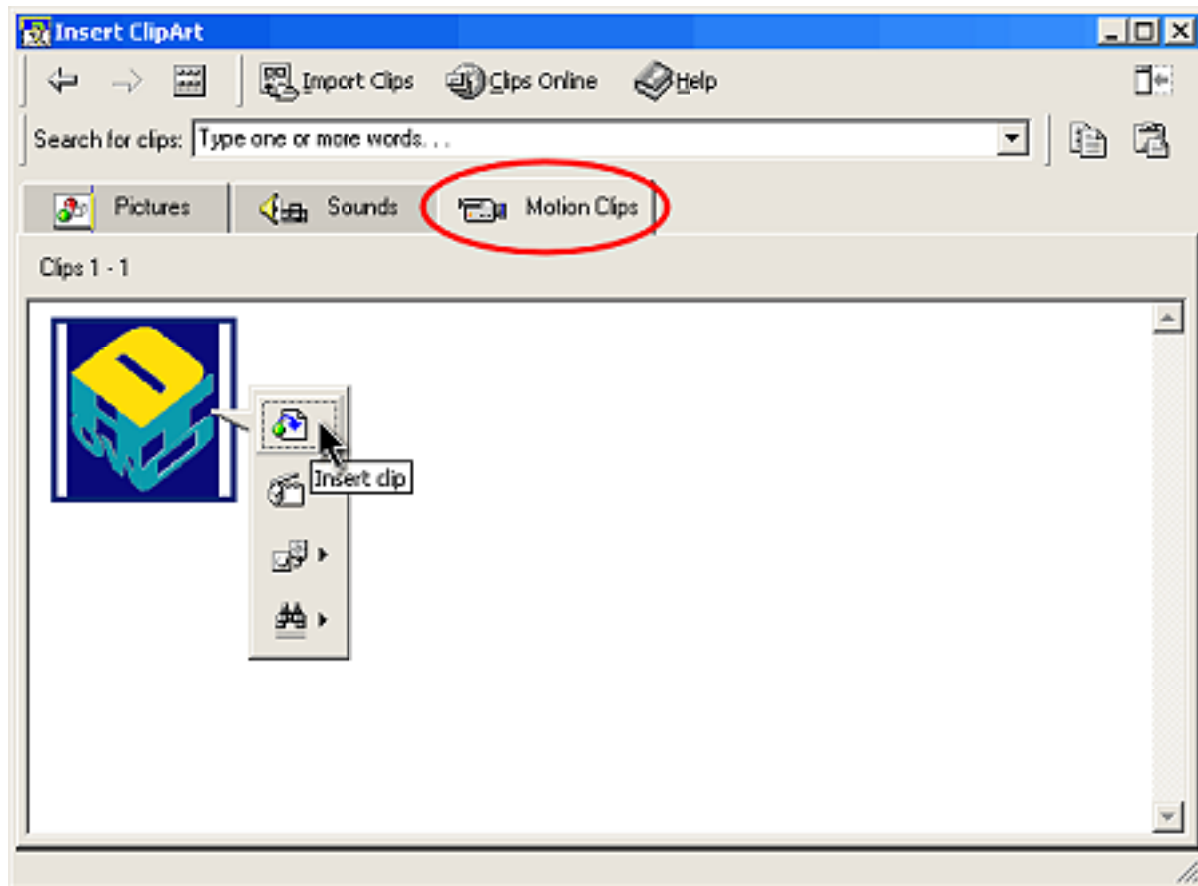 Insert ClipArt
Import Clips Clips Online Help
Search for clips: Type one or more words. . .
Pictures Sounds Motion Clips
Clips 1 - 1
Insert clip